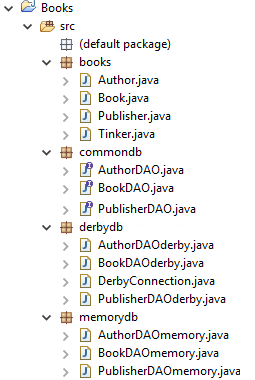 Books
src
(default package)
books
Author.java
Book.java
Publisher.java
Tinker.java
commondb
AuthorDAO.java
BookDAO.java
PublisherDAO.java
derbydb
AuthorDAOderby.java
BookDAOderby.java
DerbyConnection.java
PublisherDAOderby.java
memorydb
AuthorDAOmemory.java
BookDAOmemory.java
PublisherDAOmemory.java